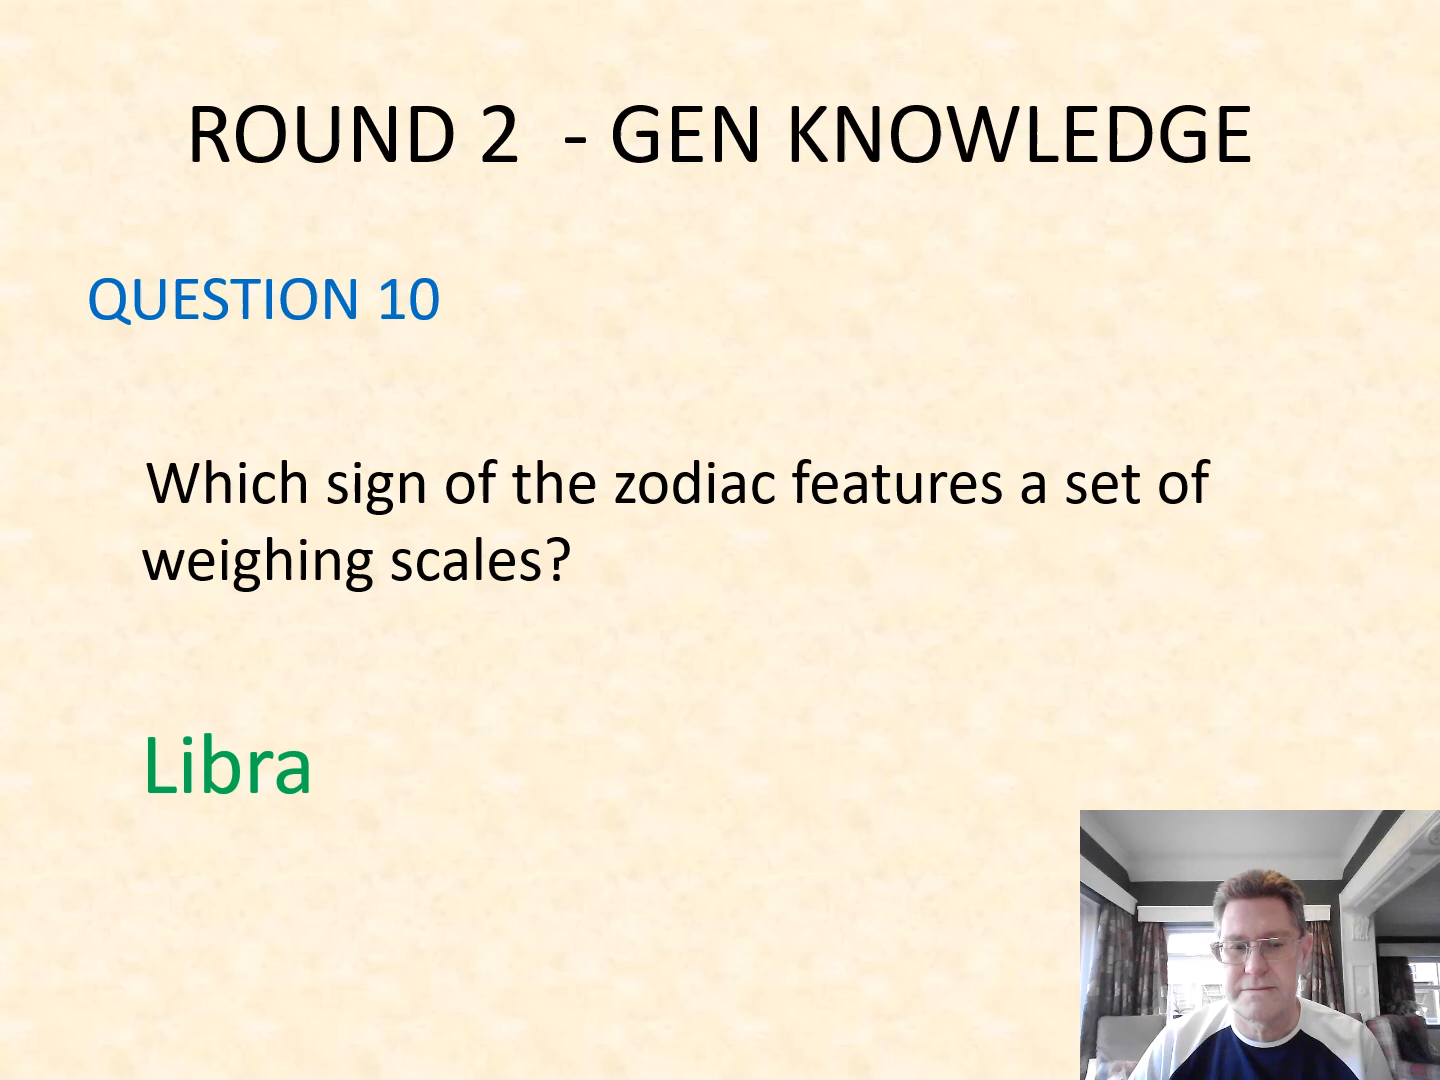 ROUND 2  - GEN KNOWLEDGE
QUESTION 10
Which sign of the zodiac features a set of
weighing scales?
Libra